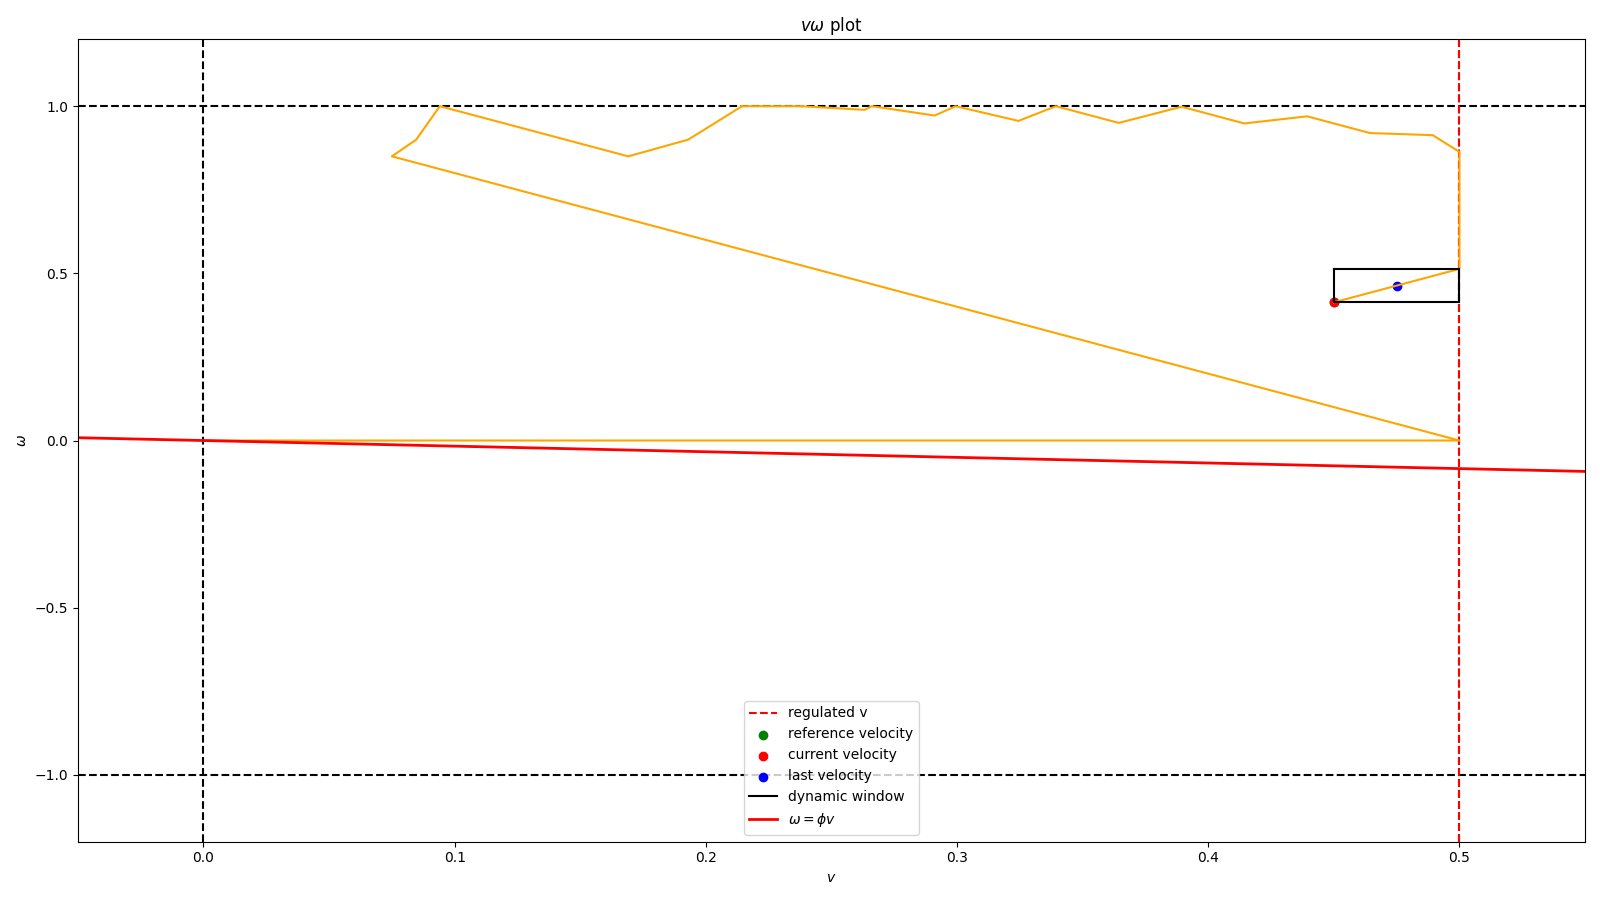 vω plot
1.0
0.5
0.0
−0.5
−1.0
ω
0.0 0.1 0.2 0.3 0.4 0.5
v
regulated v
reference velocity
current velocity
last velocity
dynamic window
ω = ϕv